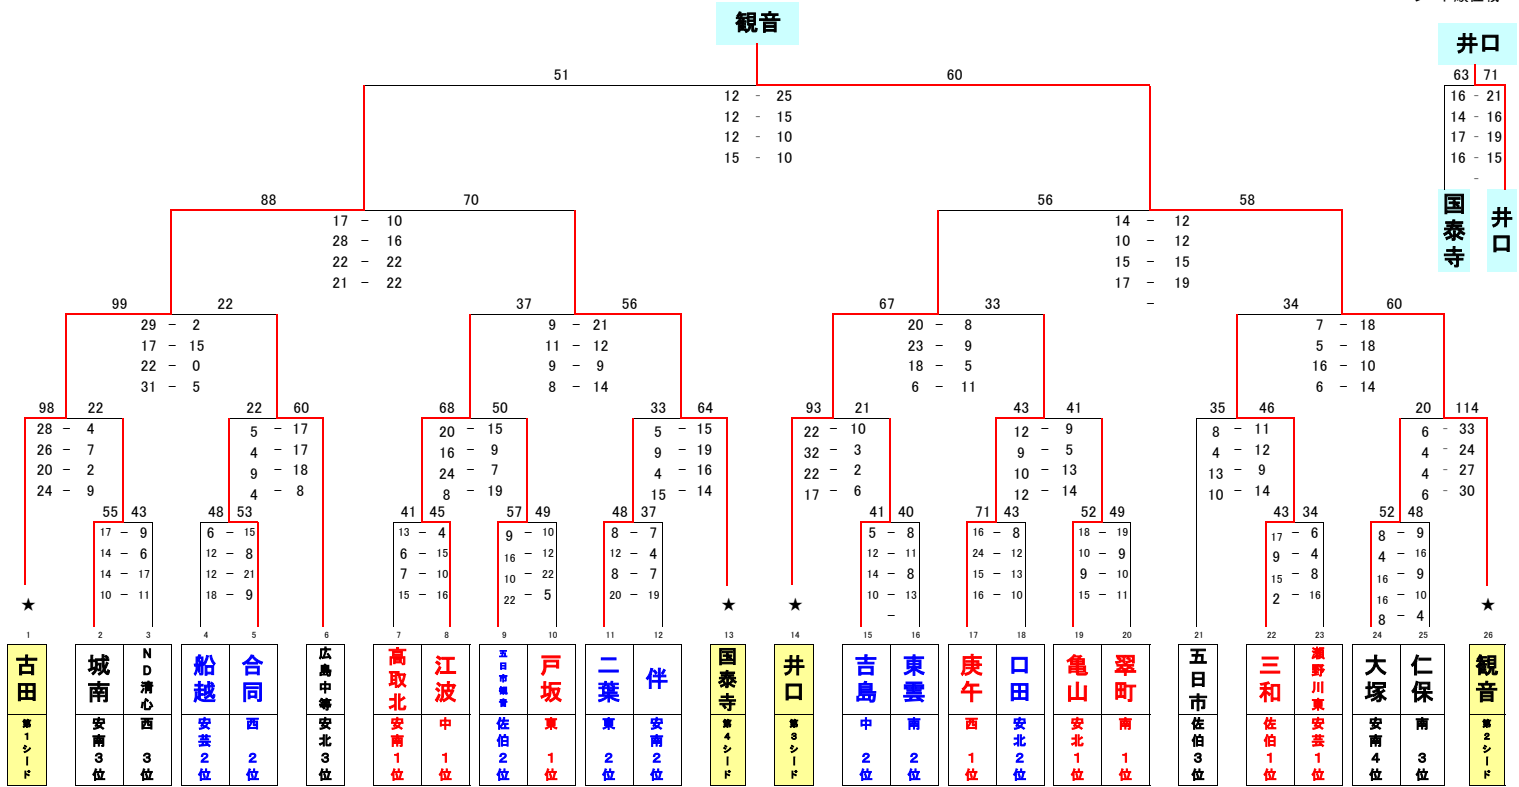 観音
井口
51 60
63 71
12 - 25
12 - 15
12 - 10
15 - 10
16 - 21
14 - 16
17 - 19
16 - 15
-
国泰寺
井口
88 70
56 58
17 - 10
28 - 16
22 - 22
21 - 22
14 - 12
10 - 12
15 - 15
17 - 19
-
99 22
37 56
67 33
34 60
29 - 2
17 - 15
22 - 0
31 - 5
9 - 21
11 - 12
9 - 9
8 - 14
20 - 8
23 - 9
18 - 5
6 - 11
7 - 18
5 - 18
16 - 10
6 - 14
98 22
22 60
68 50
33 64
93 21
43 41
35 46
20 114
28 - 4
26 - 7
20 - 2
24 - 9
5 - 17
4 - 17
9 - 18
4 - 8
20 - 15
16 - 9
24 - 7
8 - 19
5 - 15
9 - 19
4 - 16
15 - 14
22 - 10
32 - 3
22 - 2
17 - 6
12 - 9
9 - 5
10 - 13
12 - 14
8 - 11
4 - 12
13 - 9
10 - 14
6 - 33
4 - 24
4 - 27
6 - 30
55 43
48 53
41 45
57 49
48 37
41 40
71 43
52 49
43 34
52 48
17 - 9
14 - 6
14 - 17
10 - 11
6 - 15
12 - 8
12 - 21
18 - 9
13 - 4
6 - 15
7 - 10
15 - 16
9 - 10
16 - 12
10 - 22
22 - 5
8 - 7
12 - 4
8 - 7
20 - 19
5 - 8
12 - 11
14 - 8
10 - 13
-
16 - 8
24 - 12
15 - 13
16 - 10
18 - 19
10 - 9
9 - 10
15 - 11
17 - 6
9 - 4
15 - 8
2 - 16
8 - 9
4 - 16
16 - 9
16 - 10
8 - 4
★ ★ ★ ★
1 2 3 4 5 6 7 8 9 10 11 12 13 14 15 16 17 18 19 20 21 22 23 24 25 26
古田
第1シード
城南
安南3位
ND清心
西 3位
船越
安芸2位
合同
西 2位
広島中等
安北3位
高取北
安南1位
江波
中 1位
五日市観音
佐伯2位
戸坂
東 1位
二葉
東 2位
伴
安南2位
国泰寺
第4シード
井口
第3シード
吉島
中 2位
東雲
南 2位
庚午
西 1位
口田
安北2位
亀山
安北1位
翠町
南 1位
五日市
佐伯3位
三和
佐伯1位
瀬野川東
安芸1位
大塚
安南4位
仁保
南 3位
観音
第2シード